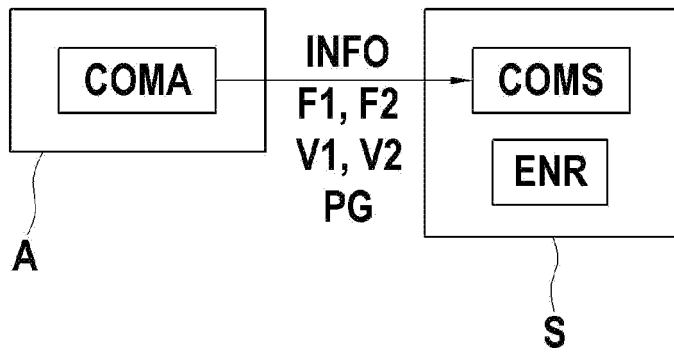 COMA
INFO
F1, F2
V1, V2
PG
COMS
ENR
A
S